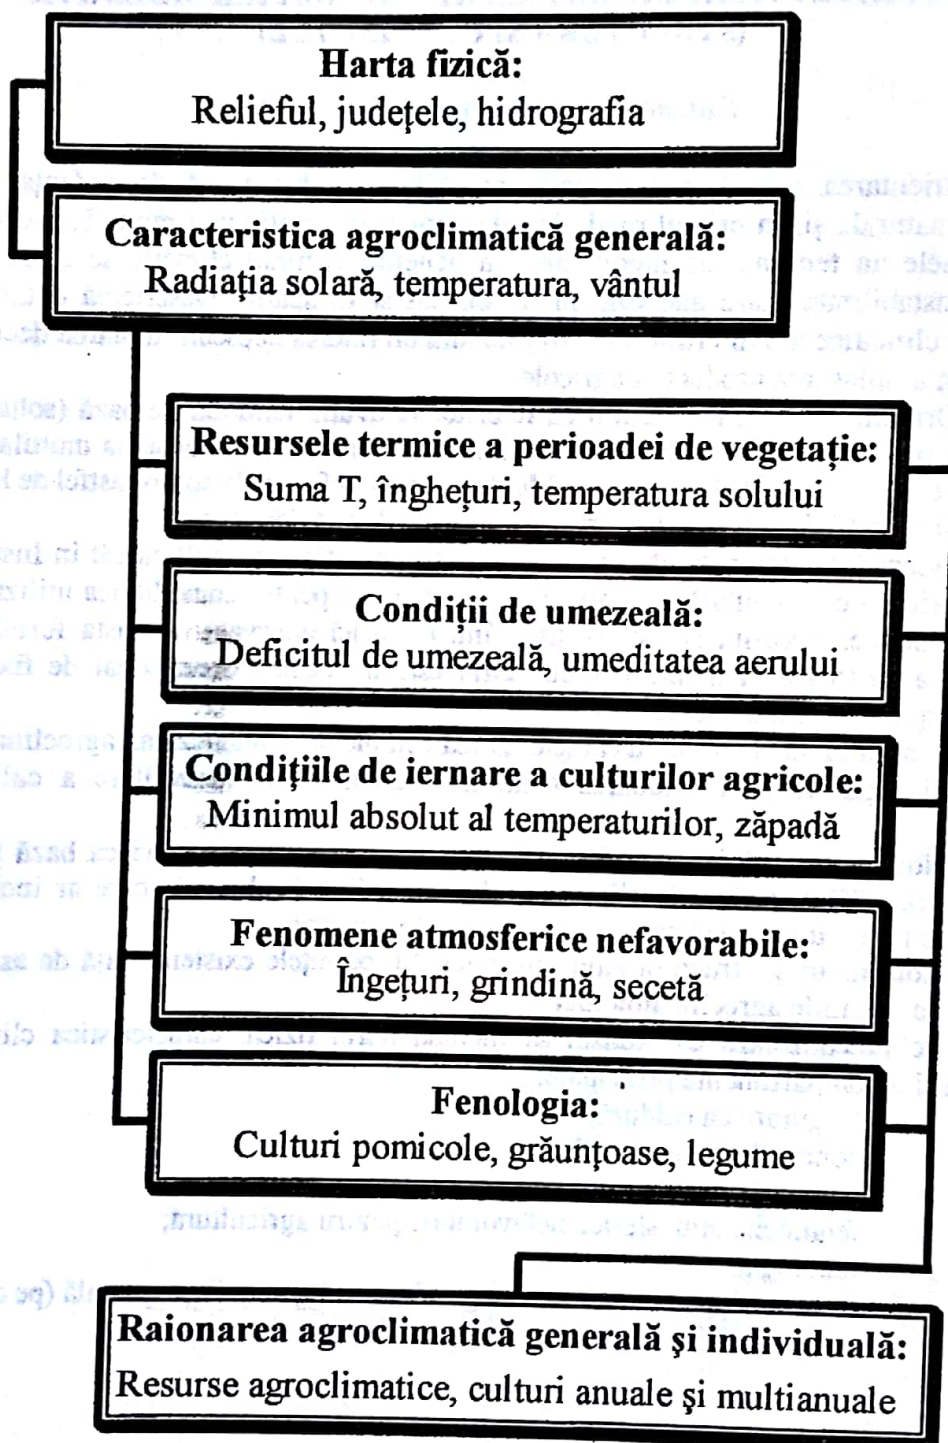 Harta fizică:
Relieful, județele, hidrografia
Caracteristica agroclimatică generală:
Radiația solară, temperatura, vântul
Resursele termice a perioadei de vegetație:
Suma T, înghețuri, temperatura solului
Condiții de umezeală:
Deficitul de umezeală, umeditatea aerului
Condițiile de iernare a culturilor agricole:
Minimul absolut al temperaturilor, zăpadă
Fenomene atmosferice nefavorabile:
Îngețuri, grindină, secetă
Fenologia:
Culturi pomicole, grăunțoase, legume
Raionarea agroclimatică generală şi individuală:
Resurse agroclimatice, culturi anuale şi multianuale